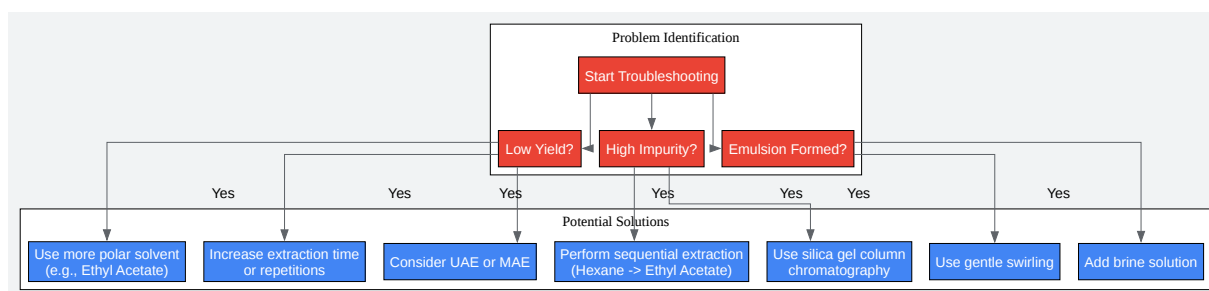 Problem Identification
Start Troubleshooting
Low Yield?
High Impurity?
Emulsion Formed?
Yes
Yes
Yes
Yes
Yes
Yes
Yes
Potential Solutions
Use more polar solvent
(e.g., Ethyl Acetate)
Increase extraction time
or repetitions
Consider UAE or MAE
Perform sequential extraction
(Hexane -> Ethyl Acetate)
Use silica gel column
chromatography
Use gentle swirling
Add brine solution